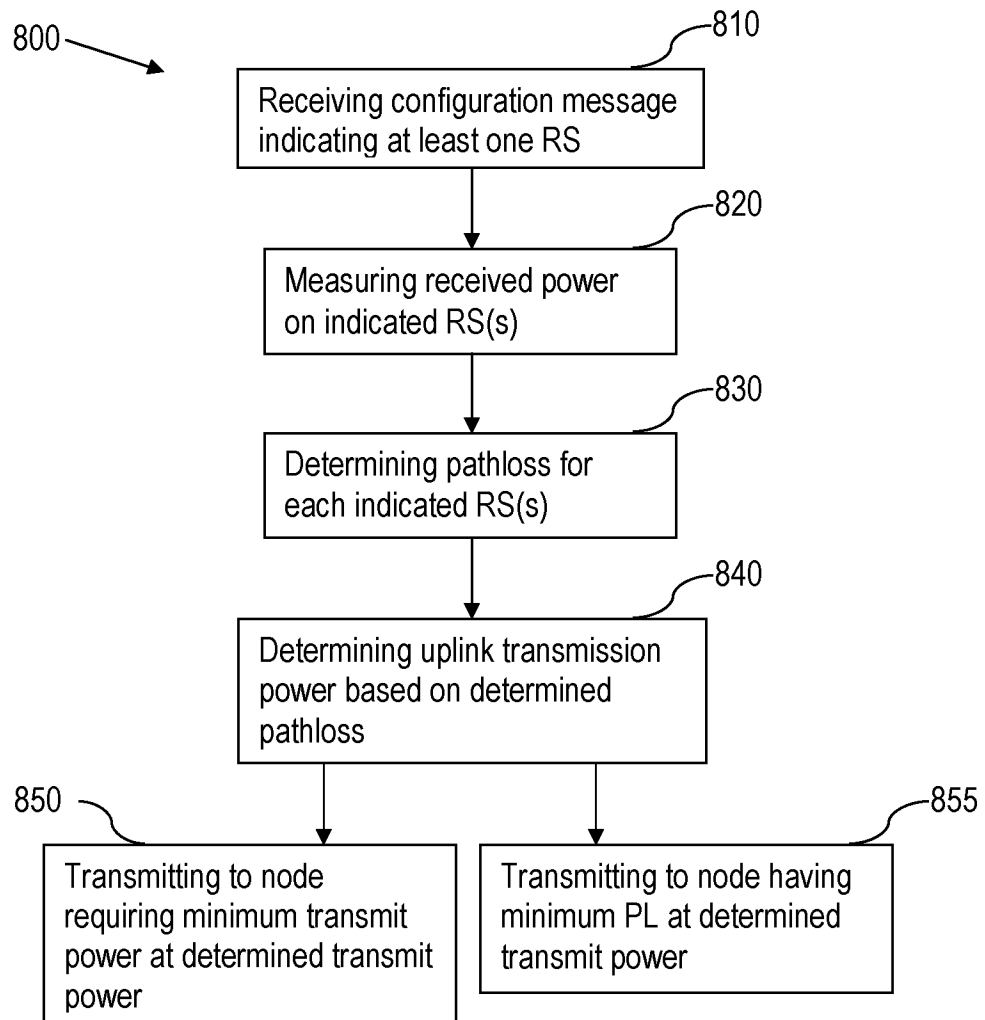 800
810
Receiving configuration message
indicating at least one RS
820
Measuring received power
on indicated RS(s)
830
Determining pathloss for
each indicated RS(s)
840
Determining uplink transmission
power based on determined
pathloss
850
Transmitting to node
requiring minimum transmit
power at determined transmit
power
855
Transmitting to node having
minimum PL at determined
transmit power